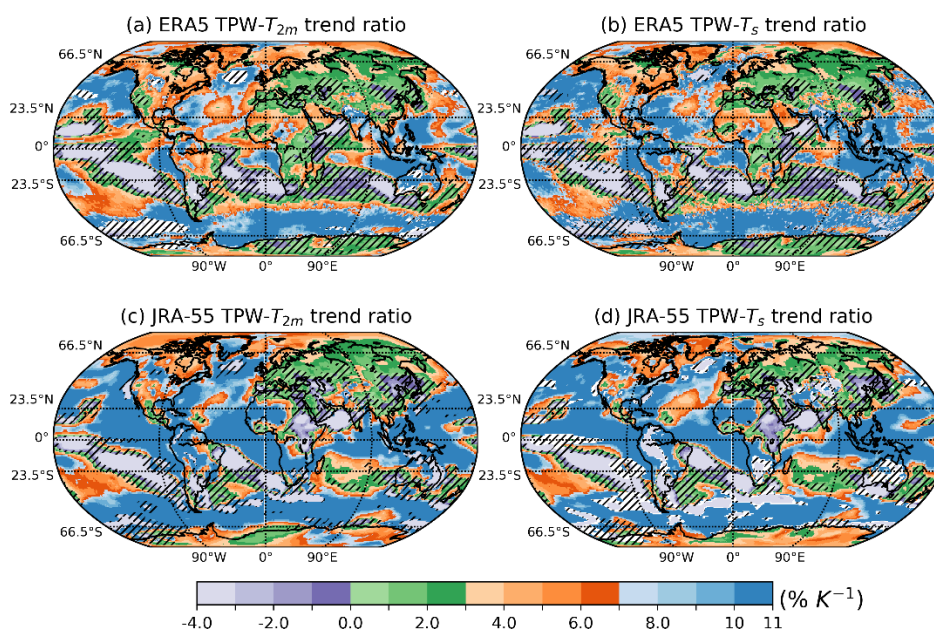 (a) ERA5 TPW-T2m trend ratio
(b) ERA5 TPW-Ts trend ratio
66.5°N
23.5°N
0°
23.5°S
66.5°S
90°W 0° 90°E
66.5°N
23.5°N
0°
23.5°S
66.5°S
90°W 0° 90°E
(c) JRA-55 TPW-T2m trend ratio
(d) JRA-55 TPW-Ts trend ratio
66.5°N
23.5°N
0°
23.5°S
66.5°S
90°W 0° 90°E
66.5°N
23.5°N
0°
23.5°S
66.5°S
90°W 0° 90°E
-4.0 -2.0 0.0 2.0 4.0 6.0 8.0 10 11
(% K⁻¹)